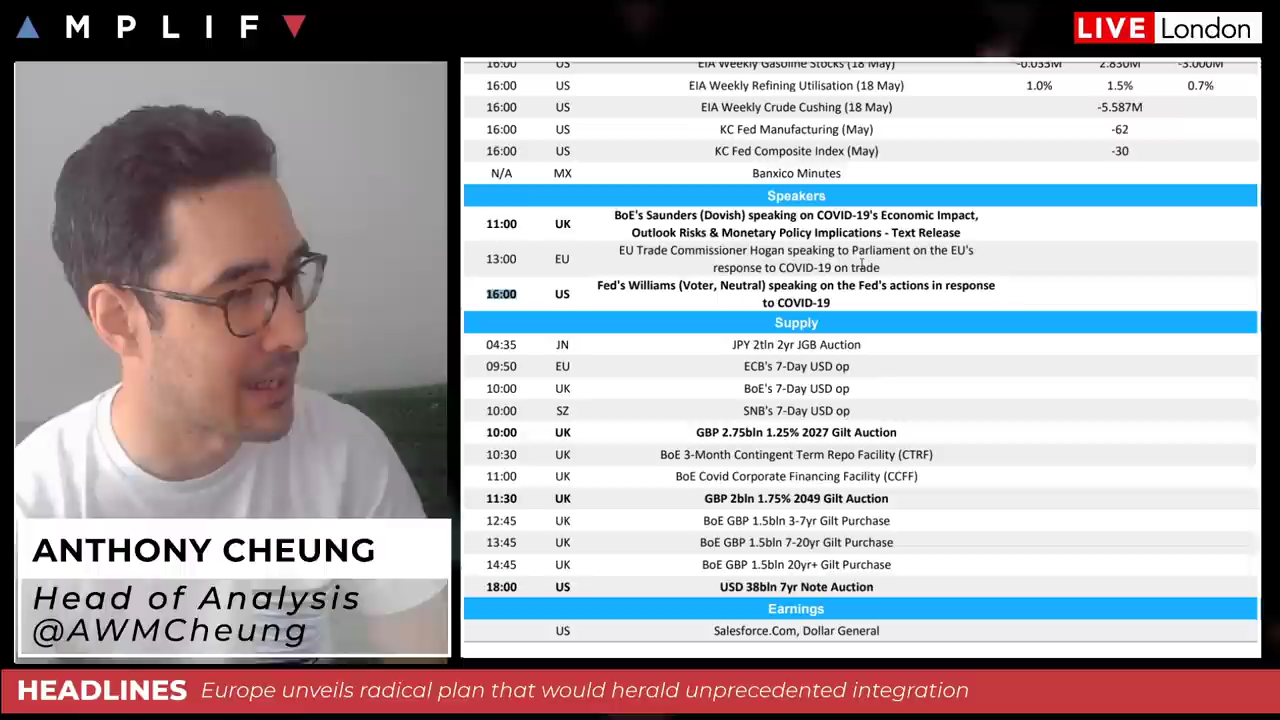 ▲ M P L I F ▼
LIVE London
16:00 US EIA Weekly Gasoline Stocks (18 May) -0.033M 2.830M -3.000M
16:00 US EIA Weekly Refining Utilisation (18 May) 1.0% 1.5% 0.7%
16:00 US EIA Weekly Crude Cushing (18 May) -5.587M
16:00 US KC Fed Manufacturing (May) -62
16:00 US KC Fed Composite Index (May) -30
N/A MX Banxico Minutes
Speakers
11:00 UK BoE's Saunders (Dovish) speaking on COVID-19's Economic Impact,
Outlook Risks & Monetary Policy Implications - Text Release
13:00 EU EU Trade Commissioner Hogan speaking to Parliament on the EU's
response to COVID-19 on trade
16:00 US Fed's Williams (Voter, Neutral) speaking on the Fed's actions in response
to COVID-19
Supply
04:35 JN JPY 2tln 2yr JGB Auction
09:50 EU ECB's 7-Day USD op
10:00 UK BoE's 7-Day USD op
10:00 SZ SNB's 7-Day USD op
10:00 UK GBP 2.75bln 1.25% 2027 Gilt Auction
10:30 UK BoE 3-Month Contingent Term Repo Facility (CTRF)
11:00 UK BoE Covid Corporate Financing Facility (CCFF)
11:30 UK GBP 2bln 1.75% 2049 Gilt Auction
12:45 UK BoE GBP 1.5bln 3-7yr Gilt Purchase
13:45 UK BoE GBP 1.5bln 7-20yr Gilt Purchase
14:45 UK BoE GBP 1.5bln 20yr+ Gilt Purchase
18:00 US USD 38bln 7yr Note Auction
Earnings
US Salesforce.Com, Dollar General
ANTHONY CHEUNG
Head of Analysis
@AWMCheung
HEADLINES Europe unveils radical plan that would herald unprecedented integration